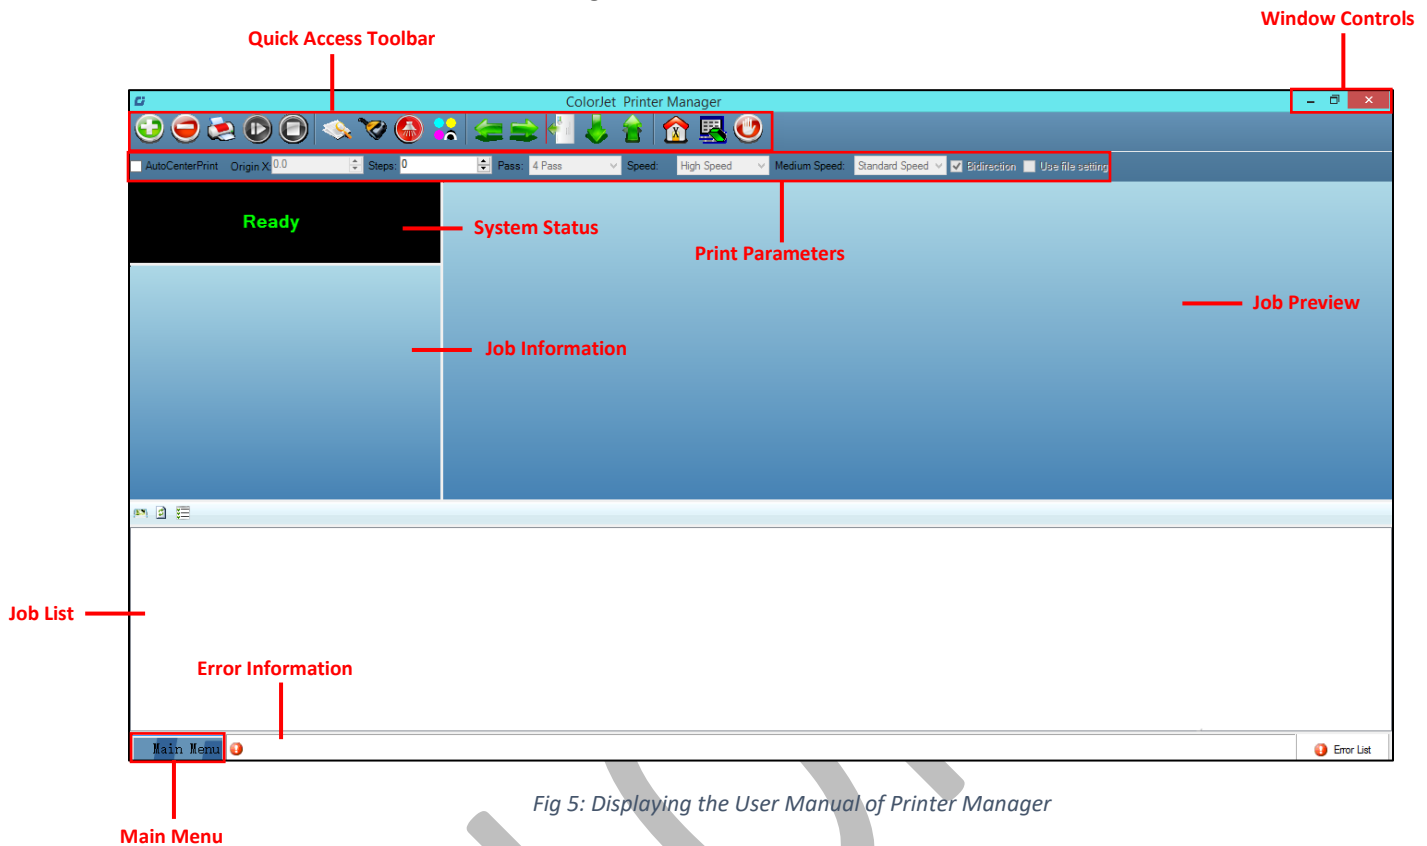 Window Controls
Quick Access Toolbar
ColorJet Printer Manager
AutoCenterPrint Origin X: 0.0 Steps: 0 Pass: 4 Pass Speed: High Speed Medium Speed: Standard Speed Bidirection Use file setting
Ready
System Status
Print Parameters
Job Preview
Job Information
Job List
Error Information
Main Menu
Error List
Fig 5: Displaying the User Manual of Printer Manager
Main Menu